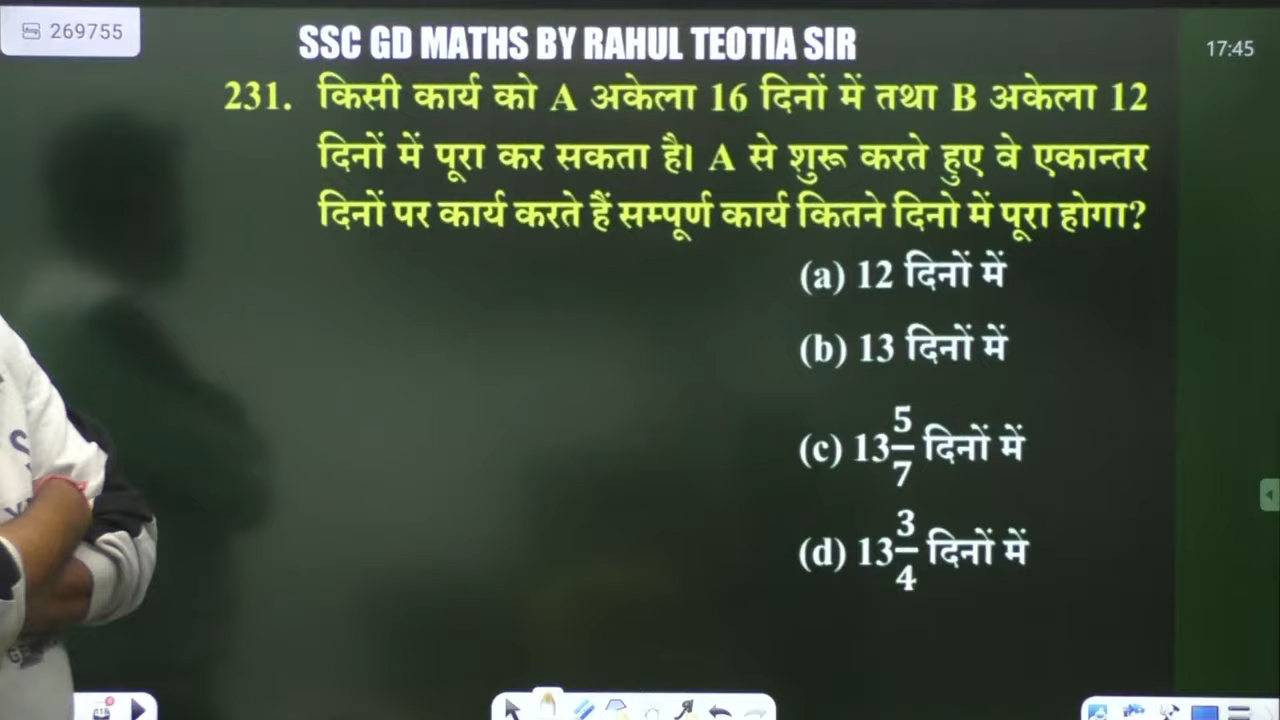 269755
SSC GD MATHS BY RAHUL TEOTIA SIR
17:45
231. किसी कार्य को A अकेला 16 दिनों में तथा B अकेला 12
दिनों में पूरा कर सकता है। A से शुरू करते हुए वे एकान्तर
दिनों पर कार्य करते हैं सम्पूर्ण कार्य कितने दिनो में पूरा होगा?
(a) 12 दिनों में
(b) 13 दिनों में
(c) 13 5/7 दिनों में
(d) 13 3/4 दिनों में